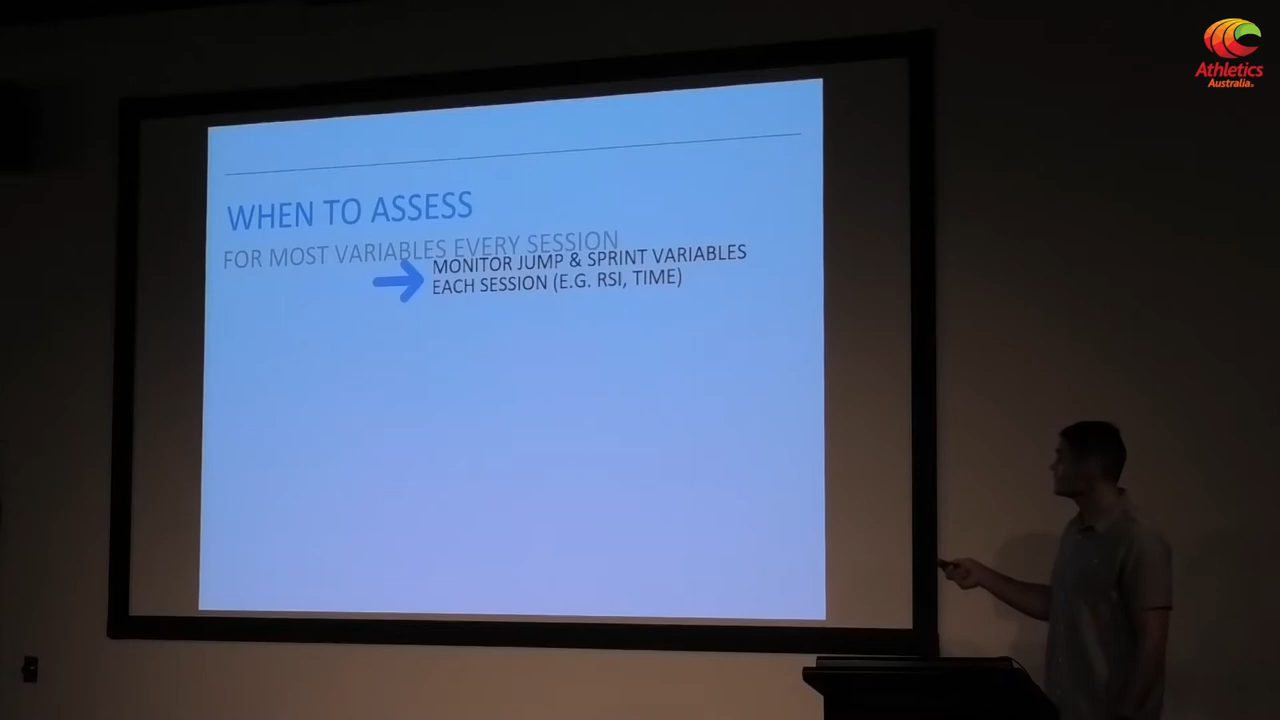 Athletics
Australia
WHEN TO ASSESS
FOR MOST VARIABLES EVERY SESSION
MONITOR JUMP & SPRINT VARIABLES
EACH SESSION (E.G. RSI, TIME)